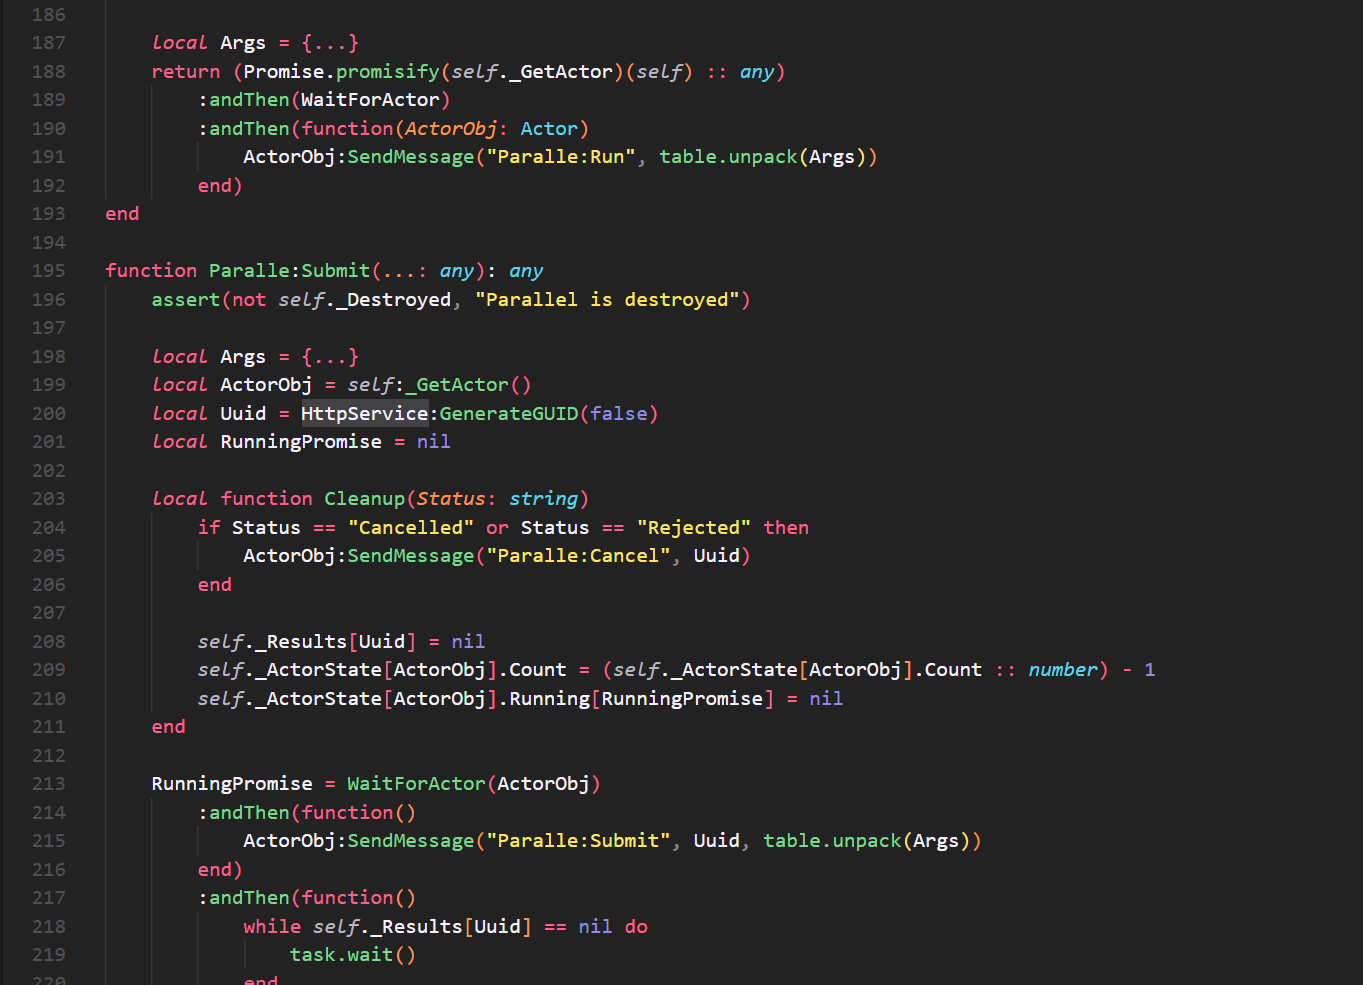 186
187 local Args = {...}
188 return (Promise.promisify(self._GetActor)(self) :: any)
189 :andThen(WaitForActor)
190 :andThen(function(ActorObj: Actor)
191 ActorObj:SendMessage("Paralle:Run", table.unpack(Args))
192 end)
193 end
194
195 function Paralle:Submit(...: any): any
196 assert(not self._Destroyed, "Parallel is destroyed")
197
198 local Args = {...}
199 local ActorObj = self:_GetActor()
200 local Uuid = HttpService:GenerateGUID(false)
201 local RunningPromise = nil
202
203 local function Cleanup(Status: string)
204 if Status == "Cancelled" or Status == "Rejected" then
205 ActorObj:SendMessage("Paralle:Cancel", Uuid)
206 end
207
208 self._Results[Uuid] = nil
209 self._ActorState[ActorObj].Count = (self._ActorState[ActorObj].Count :: number) - 1
210 self._ActorState[ActorObj].Running[RunningPromise] = nil
211 end
212
213 RunningPromise = WaitForActor(ActorObj)
214 :andThen(function()
215 ActorObj:SendMessage("Paralle:Submit", Uuid, table.unpack(Args))
216 end)
217 :andThen(function()
218 while self._Results[Uuid] == nil do
219 task.wait()
220 end